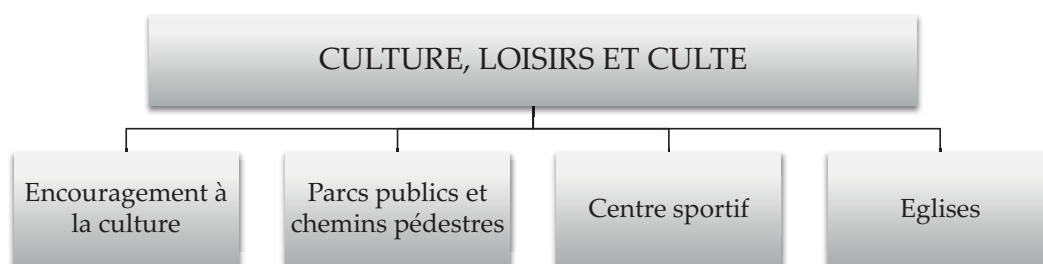 CULTURE, LOISIRS ET CULTE
Encouragement à
la culture
Parcs publics et
chemins pédestres
Centre sportif
Eglises